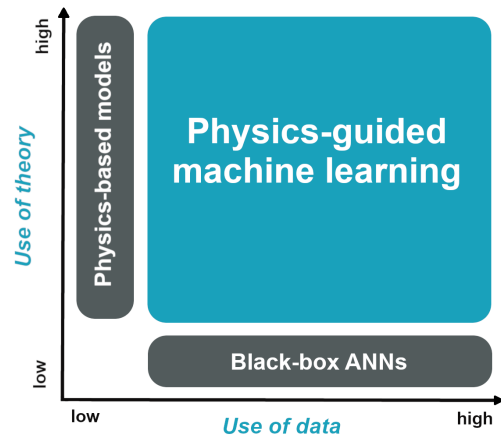 high
Use of theory
low
Physics-based models
Physics-guided
machine learning
Black-box ANNs
low
Use of data
high